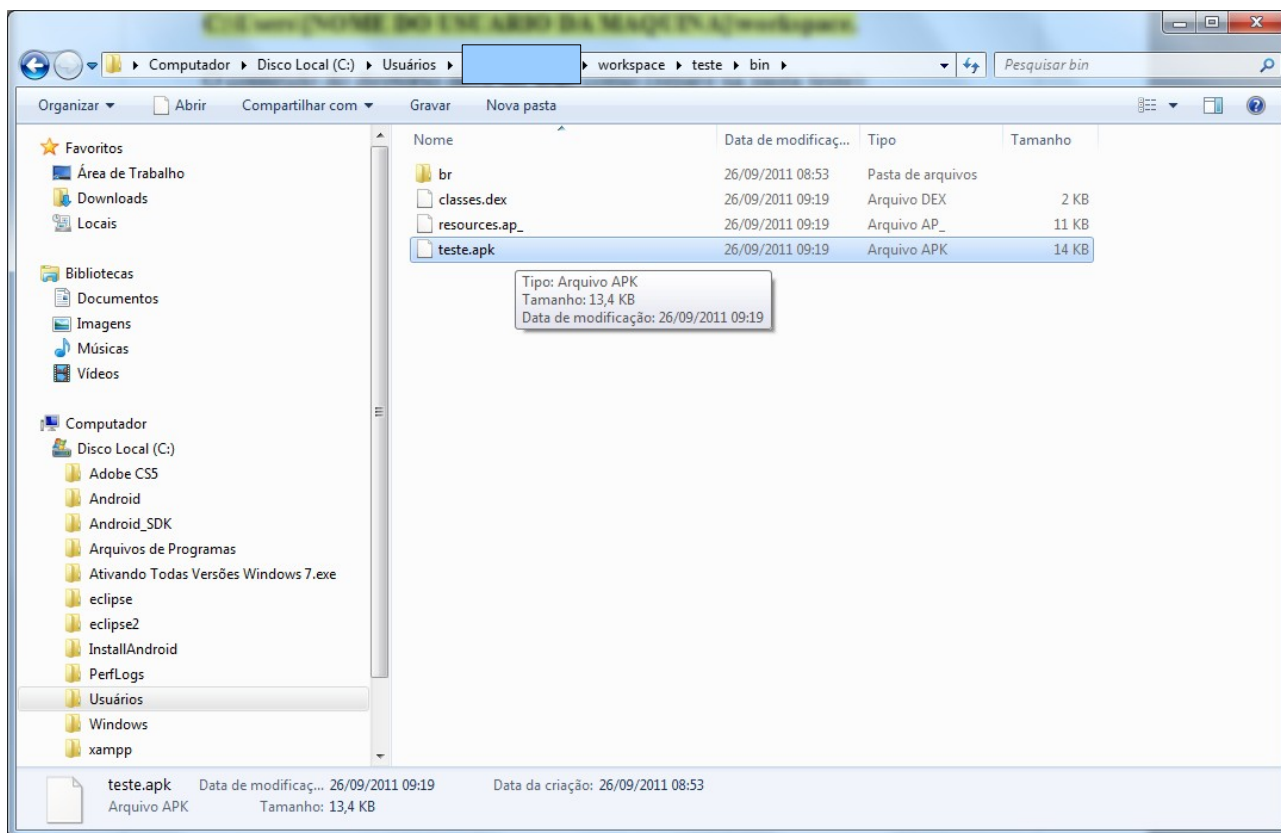 C:\Users\[NOME DO USUARIO DA MAQUINA]\workspace.
Computador Disco Local (C:) Usuários workspace teste bin Pesquisar bin
Organizar Abrir Compartilhar com Gravar Nova pasta
Nome Data de modificaç... Tipo Tamanho
br 26/09/2011 08:53 Pasta de arquivos
classes.dex 26/09/2011 09:19 Arquivo DEX 2 KB
resources.ap_ 26/09/2011 09:19 Arquivo AP_ 11 KB
teste.apk 26/09/2011 09:19 Arquivo APK 14 KB
Tipo: Arquivo APK
Tamanho: 13,4 KB
Data de modificação: 26/09/2011 09:19
Favoritos
Área de Trabalho
Downloads
Locais
Bibliotecas
Documentos
Imagens
Músicas
Vídeos
Computador
Disco Local (C:)
Adobe CS5
Android
Android_SDK
Arquivos de Programas
Ativando Todas Versões Windows 7.exe
eclipse
eclipse2
InstallAndroid
PerfLogs
Usuários
Windows
xampp
teste.apk Data de modificaç... 26/09/2011 09:19 Data da criação: 26/09/2011 08:53
Arquivo APK Tamanho: 13,4 KB